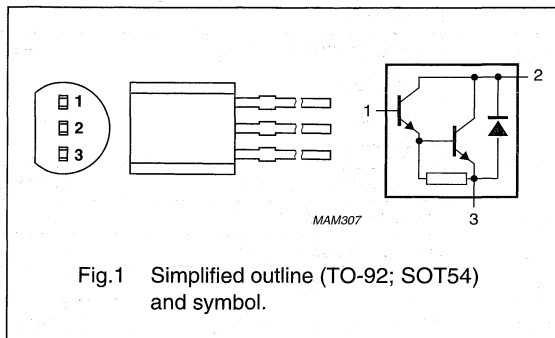 1
2
3
1
2
3
MAM307
Fig.1 Simplified outline (TO-92; SOT54)
and symbol.